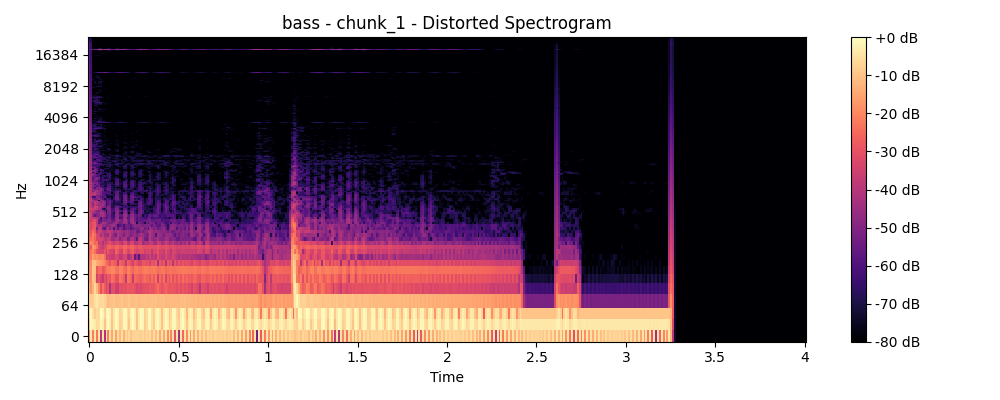 bass - chunk_1 - Distorted Spectrogram
Hz
16384
8192
4096
2048
1024
512
256
128
64
0
0 0.5 1 1.5 2 2.5 3 3.5 4
Time
+0 dB
-10 dB
-20 dB
-30 dB
-40 dB
-50 dB
-60 dB
-70 dB
-80 dB